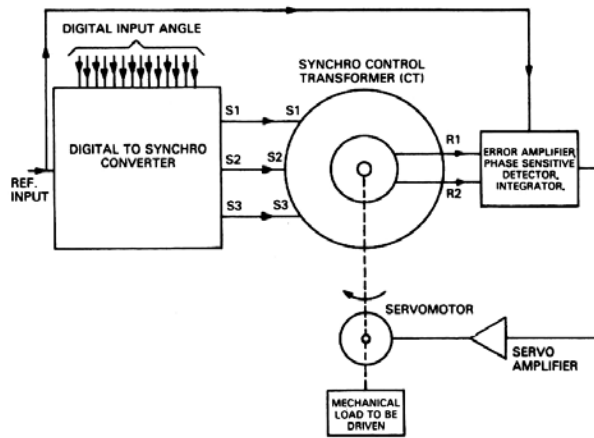 DIGITAL INPUT ANGLE
SYNCHRO CONTROL
TRANSFORMER (CT)
DIGITAL TO SYNCHRO
CONVERTER
REF.
INPUT
S1
S1
S2
S2
S3
S3
R1
R2
ERROR AMPLIFIER,
PHASE SENSITIVE
DETECTOR,
INTEGRATOR.
SERVOMOTOR
SERVO
AMPLIFIER
MECHANICAL
LOAD TO BE
DRIVEN